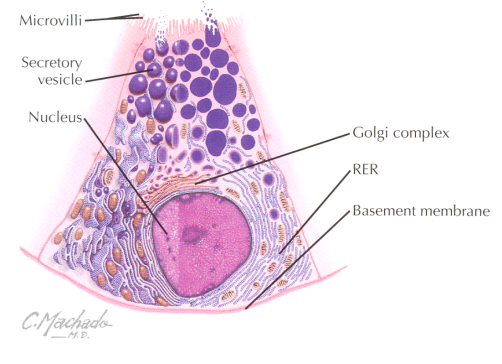 Microvilli
Secretory
vesicle
Nucleus
Golgi complex
RER
Basement membrane
C. Machado
M.D.